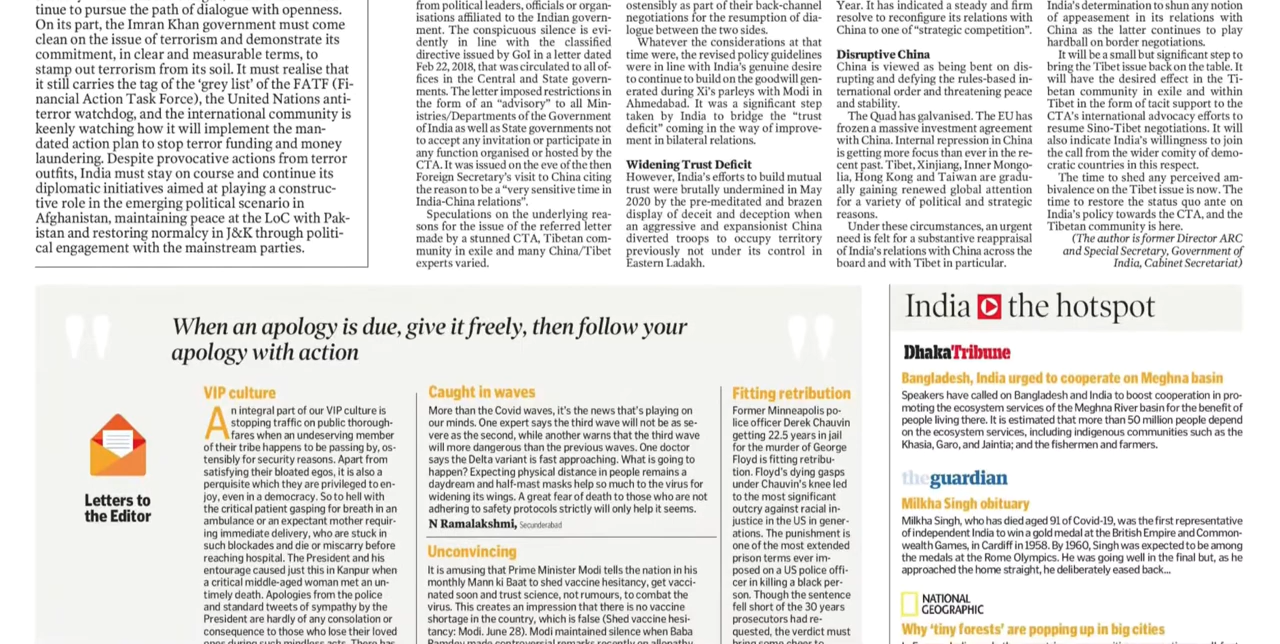 tinue to pursue the path of dialogue with openness.
On its part, the Imran Khan government must come
clean on the issue of terrorism and demonstrate its
commitment, in clear and measurable terms, to
stamp out terrorism from its soil. It must realise that
it still carries the tag of the ‘grey list’ of the FATF (Fi-
nancial Action Task Force), the United Nations anti-
terror watchdog, and the international community is
keenly watching how it will implement the man-
dated action plan to stop terror funding and money
laundering. Despite provocative actions from terror
outfits, India must stay on course and continue its
diplomatic initiatives aimed at playing a construc-
tive role in the emerging political scenario in
Afghanistan, maintaining peace at the LoC with Pak-
istan and restoring normalcy in J&K through politi-
cal engagement with the mainstream parties.
from political leaders, officials or organ-
isations affiliated to the Indian govern-
ment. The conspicuous silence is evi-
dently in line with the classified
directive issued by GoI in a letter dated
Feb 22, 2018, that was circulated to all of-
fices in the Central and State govern-
ments. The letter imposed restrictions in
the form of an “advisory” to all Min-
istries/Departments of the Government
of India as well as State governments not
to accept any invitation or participate in
any function organised or hosted by the
CTA. It was issued on the eve of the then
Foreign Secretary’s visit to China citing
the reason to be a “very sensitive time in
India-China relations”.
Speculations on the underlying rea-
sons for the issue of the referred letter
made by a stunned CTA, Tibetan com-
munity in exile and many China/Tibet
experts varied.
ostensibly as part of their back-channel
negotiations for the resumption of dia-
logue between the two sides.
Whatever the considerations at that
time were, the revised policy guidelines
were in line with India’s genuine desire
to continue to build on the goodwill gen-
erated during Xi’s parleys with Modi in
Ahmedabad. It was a significant step
taken by India to bridge the “trust
deficit” coming in the way of improve-
ment in bilateral relations.
Widening Trust Deficit
However, India’s efforts to build mutual
trust were brutally undermined in May
2020 by the pre-meditated and brazen
display of deceit and deception when
an aggressive and expansionist China
diverted troops to occupy territory
previously not under its control in
Eastern Ladakh.
Year. It has indicated a steady and firm
resolve to reconfigure its relations with
China to one of “strategic competition”.
Disruptive China
China is viewed as being bent on dis-
rupting and defying the rules-based in-
ternational order and threatening peace
and stability.
The Quad has galvanised. The EU has
frozen a massive investment agreement
with China. Internal repression in China
is getting more focus than ever in the re-
cent past. Tibet, Xinjiang, Inner Mongo-
lia, Hong Kong and Taiwan are gradu-
ally gaining renewed global attention
for a variety of political and strategic
reasons.
Under these circumstances, an urgent
need is felt for a substantive reappraisal
of India’s relations with China across the
board and with Tibet in particular.
India’s determination to shun any notion
of appeasement in its relations with
China as the latter continues to play
hardball on border negotiations.
It will be a small but significant step to
bring the Tibet issue back on the table. It
will have the desired effect in the Ti-
betan community in exile and within
Tibet in the form of tacit support to the
CTA’s international advocacy efforts to
resume Sino-Tibet negotiations. It will
also indicate India’s willingness to join
the call from the wider comity of demo-
cratic countries in this respect.
The time to shed any perceived am-
bivalence on the Tibet issue is now. The
time to restore the status quo ante on
India’s policy towards the CTA, and the
Tibetan community is here.
(The author is former Director ARC
and Special Secretary, Government of
India, Cabinet Secretariat)
When an apology is due, give it freely, then follow your
apology with action
Letters to
the Editor
VIP culture
An integral part of our VIP culture is
stopping traffic on public thorough-
fares when an undeserving member
of their tribe happens to be passing by, os-
tensibly for security reasons. Apart from
satisfying their bloated egos, it is also a
perquisite which they are privileged to en-
joy, even in a democracy. So to hell with
the critical patient gasping for breath in an
ambulance or an expectant mother requir-
ing immediate delivery, who are stuck in
such blockades and die or miscarry before
reaching hospital. The President and his
entourage caused just this in Kanpur when
a critical middle-aged woman met an un-
timely death. Apologies from the police
and standard tweets of sympathy by the
President are hardly of any consolation or
consequence to those who lose their loved
ones during such mindless acts. There has
Caught in waves
More than the Covid waves, it’s the news that’s playing on
our minds. One expert says the third wave will not be as se-
vere as the second, while another warns that the third wave
will more dangerous than the previous waves. One doctor
says the Delta variant is fast approaching. What is going to
happen? Expecting physical distance in people remains a
daydream and half-mast masks help so much to the virus for
widening its wings. A great fear of death to those who are not
adhering to safety protocols strictly will only help it seems.
N Ramalakshmi, Secunderabad
Unconvincing
It is amusing that Prime Minister Modi tells the nation in his
monthly Mann ki Baat to shed vaccine hesitancy, get vacci-
nated soon and trust science, not rumours, to combat the
virus. This creates an impression that there is no vaccine
shortage in the country, which is false (Shed vaccine hesi-
tancy: Modi. June 28). Modi maintained silence when Baba
Ramdev made controversial remarks recently on allopathy
Fitting retribution
Former Minneapolis po-
lice officer Derek Chauvin
getting 22.5 years in jail
for the murder of George
Floyd is fitting retribu-
tion. Floyd’s dying gasps
under Chauvin’s knee led
to the most significant
outcry against racial in-
justice in the US in gener-
ations. The punishment is
one of the most extended
prison terms ever im-
posed on a US police offi-
cer in killing a black per-
son. Though the sentence
fell short of the 30 years
prosecutors had re-
quested, the verdict must
bring some cheer to
India the hotspot
DhakaTribune
Bangladesh, India urged to cooperate on Meghna basin
Speakers have called on Bangladesh and India to boost cooperation in pro-
moting the ecosystem services of the Meghna River basin for the benefit of
people living there. It is estimated that more than 50 million people depend
on the ecosystem services, including indigenous communities such as the
Khasia, Garo, and Jaintia; and the fishermen and farmers.
theguardian
Milkha Singh obituary
Milkha Singh, who has died aged 91 of Covid-19, was the first representative
of independent India to win a gold medal at the British Empire and Common-
wealth Games, in Cardiff in 1958. By 1960, Singh was expected to be among
the medals at the Rome Olympics. He was going well in the final but, as he
approached the home straight, he deliberately eased back...
NATIONAL
GEOGRAPHIC
Why ‘tiny forests’ are popping up in big cities